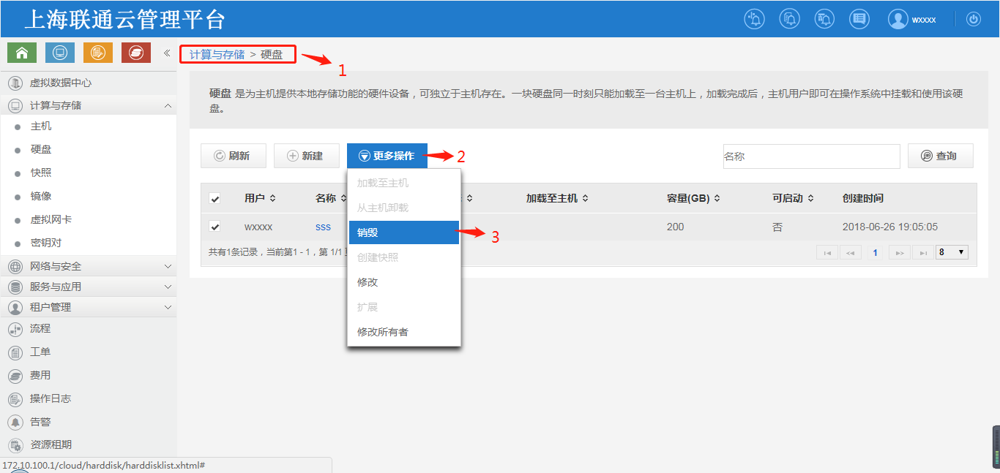 上海联通云管理平台
wxxxx
计算与存储 > 硬盘
1
虚拟数据中心
计算与存储
主机
硬盘
快照
镜像
虚拟网卡
密钥对
网络与安全
服务与应用
租户管理
流程
工单
费用
操作日志
告警
资源租期
硬盘 是为主机提供本地存储功能的硬件设备，可独立于主机存在。一块硬盘同一时刻只能加载至一台主机上，加载完成后，主机用户即可在操作系统中挂载和使用该硬
盘。
刷新 新建 更多操作 2 名称 查询
用户 名称 加载至主机 容量(GB) 可启动 创建时间
wxxxx sss 200 否 2018-06-26 19:05:05
共有1条记录，当前第1 - 1，第 1/1 1 8
加载至主机
从主机卸载
销毁 3
创建快照
修改
扩展
修改所有者
172.10.100.1/cloud/harddisk/harddisklist.xhtml#